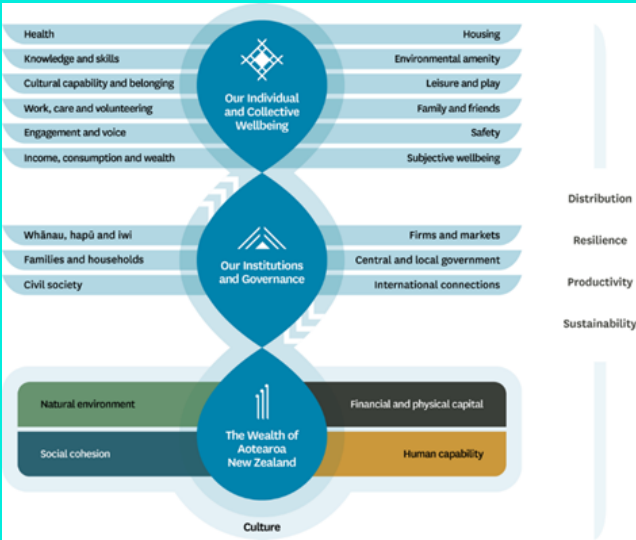 Health
Knowledge and skills
Cultural capability and belonging
Work, care and volunteering
Engagement and voice
Income, consumption and wealth
Our Individual
and Collective
Wellbeing
Housing
Environmental amenity
Leisure and play
Family and friends
Safety
Subjective wellbeing
Whānau, hapū and iwi
Families and households
Civil society
Our Institutions
and Governance
Firms and markets
Central and local government
International connections
Natural environment
Social cohesion
The Wealth of
Aotearoa
New Zealand
Financial and physical capital
Human capability
Culture
Distribution
Resilience
Productivity
Sustainability